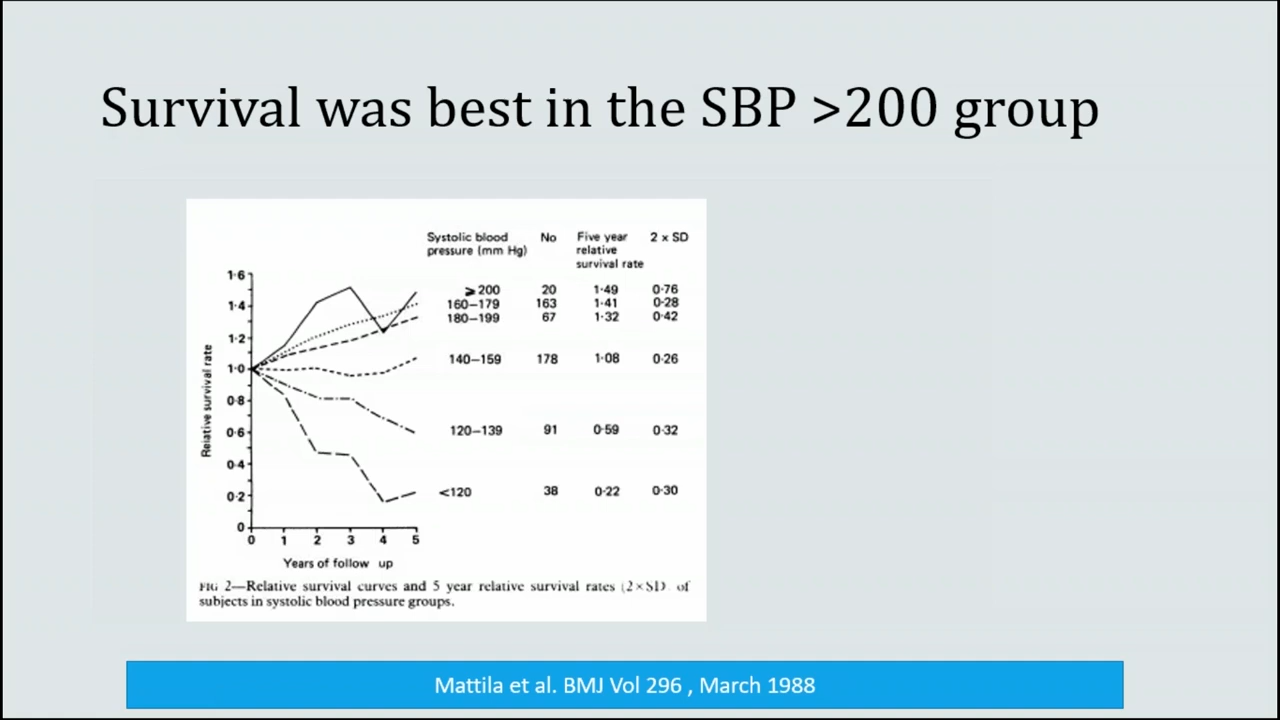 Survival was best in the SBP >200 group
Systolic blood pressure (mm Hg) No Five year relative survival rate 2 x SD
⩾200 20 1·49 0·76
160–179 163 1·41 0·28
180–199 67 1·32 0·42
140–159 178 1·08 0·26
120–139 91 0·59 0·32
<120 38 0·22 0·30
Relative survival rate
1·6
1·4
1·2
1·0
0·8
0·6
0·4
0·2
0
0 1 2 3 4 5
Years of follow up
FIG 2—Relative survival curves and 5 year relative survival rates (2×SD) of
subjects in systolic blood pressure groups.
Mattila et al. BMJ Vol 296 , March 1988